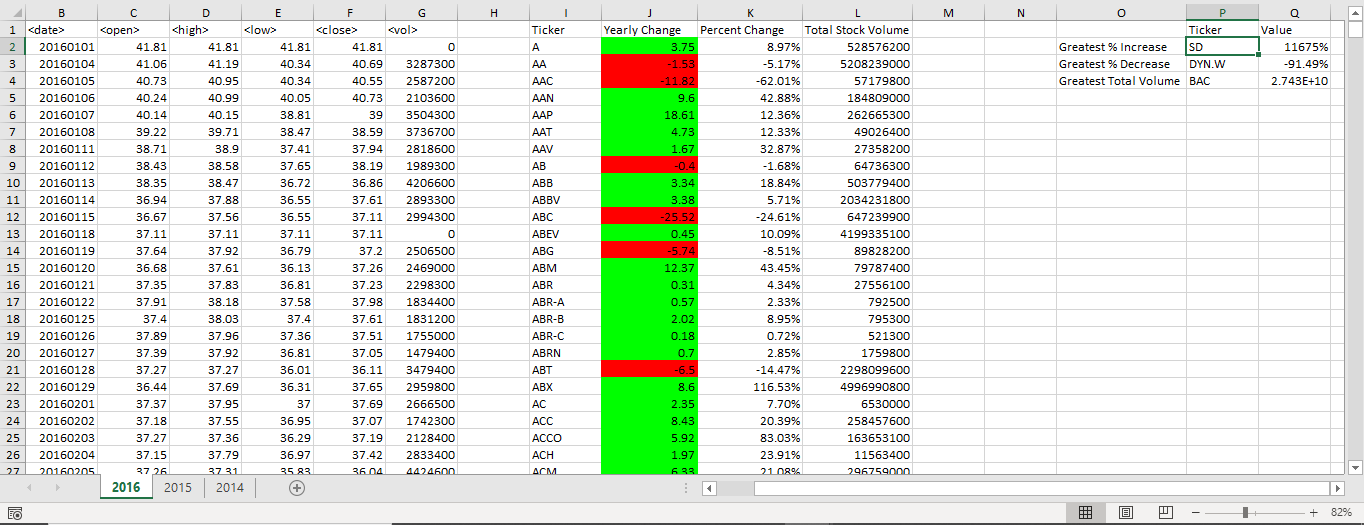 B C D E F G H I J K L M N O P Q
1 <date> <open> <high> <low> <close> <vol> Ticker Yearly Change Percent Change Total Stock Volume Ticker Value
2 20160101 41.81 41.81 41.81 41.81 0 A 3.75 8.97% 528576200 Greatest % Increase SD 11675%
3 20160104 41.06 41.19 40.34 40.69 3287300 AA -1.53 -5.17% 5208239000 Greatest % Decrease DYN.W -91.49%
4 20160105 40.73 40.95 40.34 40.55 2587200 AAC -11.82 -62.01% 57179800 Greatest Total Volume BAC 2.743E+10
5 20160106 40.24 40.99 40.05 40.73 2103600 AAN 9.6 42.88% 184809000
6 20160107 40.14 40.15 38.81 39 3504300 AAP 18.61 12.36% 262665300
7 20160108 39.22 39.71 38.47 38.59 3736700 AAT 4.73 12.33% 49026400
8 20160111 38.71 38.9 37.41 37.94 2818600 AAV 1.67 32.87% 27358200
9 20160112 38.43 38.58 37.65 38.19 1989300 AB -0.4 -1.68% 64736300
10 20160113 38.35 38.47 36.72 36.86 4206600 ABB 3.34 18.84% 503779400
11 20160114 36.94 37.88 36.55 37.61 2893300 ABBV 3.38 5.71% 2034231800
12 20160115 36.67 37.56 36.55 37.11 2994300 ABC -25.52 -24.61% 647239900
13 20160118 37.11 37.11 37.11 37.11 0 ABEV 0.45 10.09% 4199335100
14 20160119 37.64 37.92 36.79 37.2 2506500 ABG -5.74 -8.51% 89828200
15 20160120 36.68 37.61 36.13 37.26 2469000 ABM 12.37 43.45% 79787400
16 20160121 37.35 37.83 36.81 37.23 2298300 ABR 0.31 4.34% 27556100
17 20160122 37.91 38.18 37.58 37.98 1834400 ABR-A 0.57 2.33% 792500
18 20160125 37.4 38.03 37.4 37.61 1831200 ABR-B 2.02 8.95% 795300
19 20160126 37.89 37.96 37.36 37.51 1755000 ABR-C 0.18 0.72% 521300
20 20160127 37.39 37.92 36.81 37.05 1479400 ABRN 0.7 2.85% 1759800
21 20160128 37.27 37.27 36.01 36.11 3479400 ABT -6.5 -14.47% 2298099600
22 20160129 36.44 37.69 36.31 37.65 2959800 ABX 8.6 116.53% 4996990800
23 20160201 37.37 37.95 37 37.69 2666500 AC 2.35 7.70% 6530000
24 20160202 37.18 37.55 36.95 37.07 1742300 ACC 8.43 20.39% 258457600
25 20160203 37.27 37.36 36.29 37.19 2128400 ACCO 5.92 83.03% 163653100
26 20160204 37.15 37.79 36.97 37.42 2833400 ACH 1.97 23.91% 11563400
27 20160205 37.26 37.31 35.83 36.04 4424600 ACM 6.33 21.08% 296759000
2016 2015 2014
82%